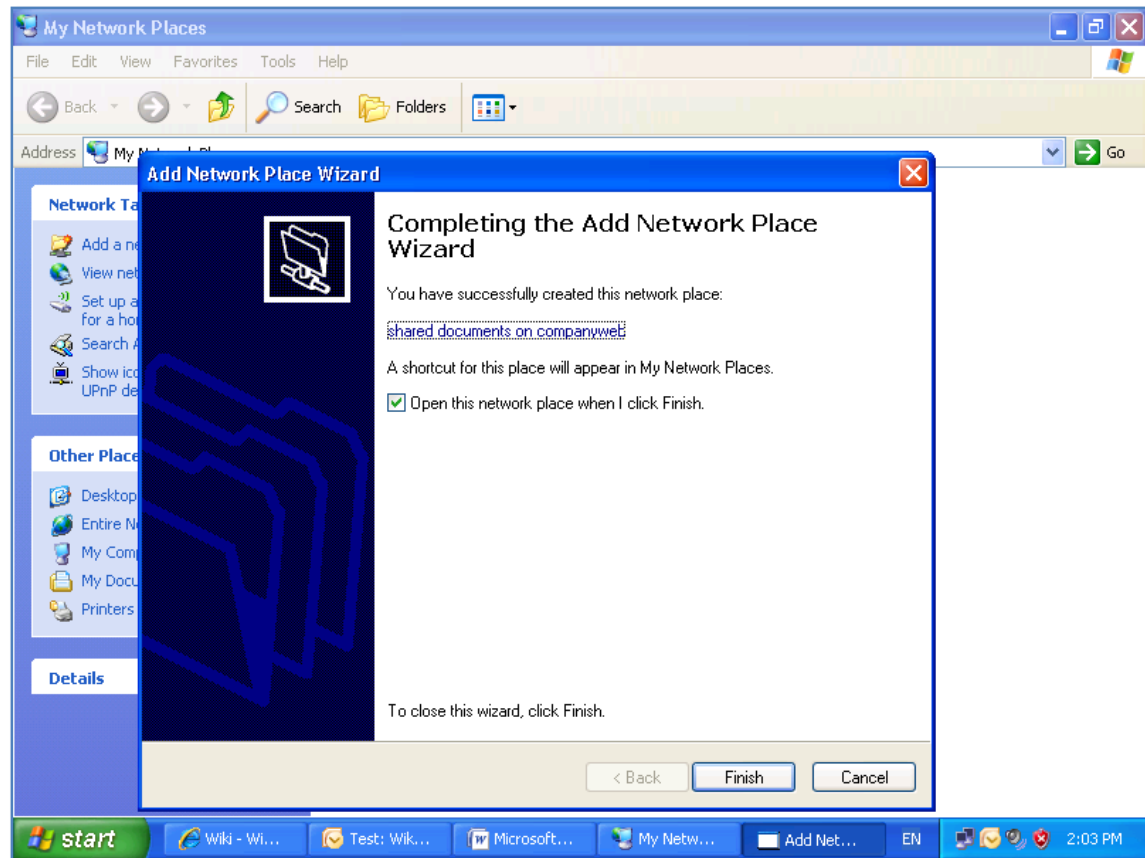 My Network Places
File Edit View Favorites Tools Help
Back Search Folders
Address My Go
Add Network Place Wizard
Network Ta
Add a ne
View net
Set up a
for a ho
Search
Show ico
UPnP de
Other Place
Desktop
Entire N
My Com
My Docu
Printers
Details
Completing the Add Network Place
Wizard
You have successfully created this network place:
shared documents on companyweb
A shortcut for this place will appear in My Network Places.
Open this network place when I click Finish.
To close this wizard, click Finish.
< Back Finish Cancel
start Wiki - Wi... Test: Wik... Microsoft... My Netw... Add Net... EN 2:03 PM